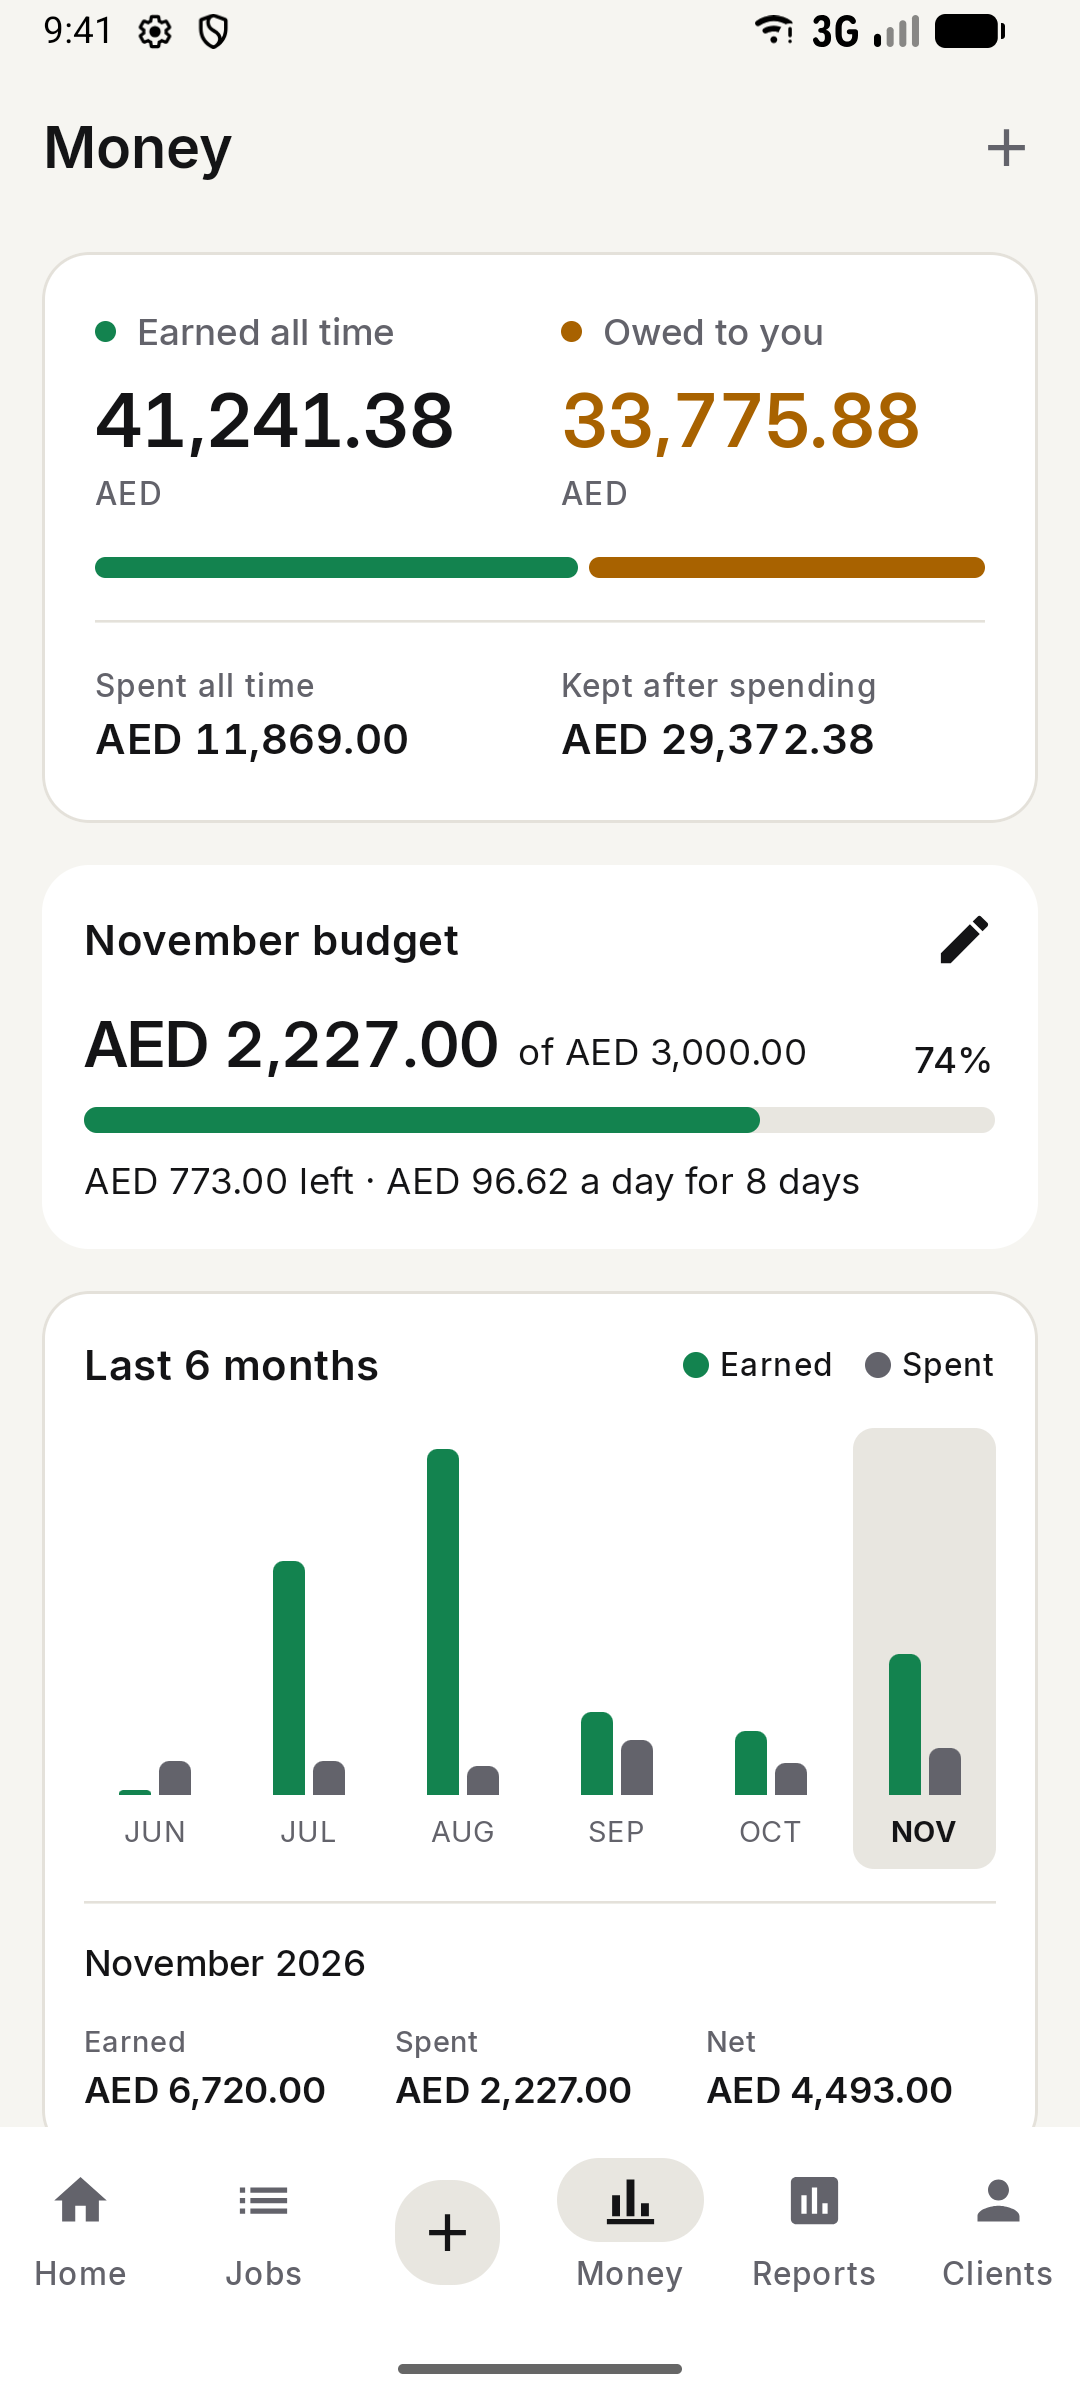 9:41
3G
Money
Earned all time
41,241.38
AED
Owed to you
33,775.88
AED
Spent all time
AED 11,869.00
Kept after spending
AED 29,372.38
November budget
AED 2,227.00 of AED 3,000.00 74%
AED 773.00 left · AED 96.62 a day for 8 days
Last 6 months
Earned Spent
JUN JUL AUG SEP OCT NOV
November 2026
Earned
AED 6,720.00
Spent
AED 2,227.00
Net
AED 4,493.00
Home Jobs Money Reports Clients